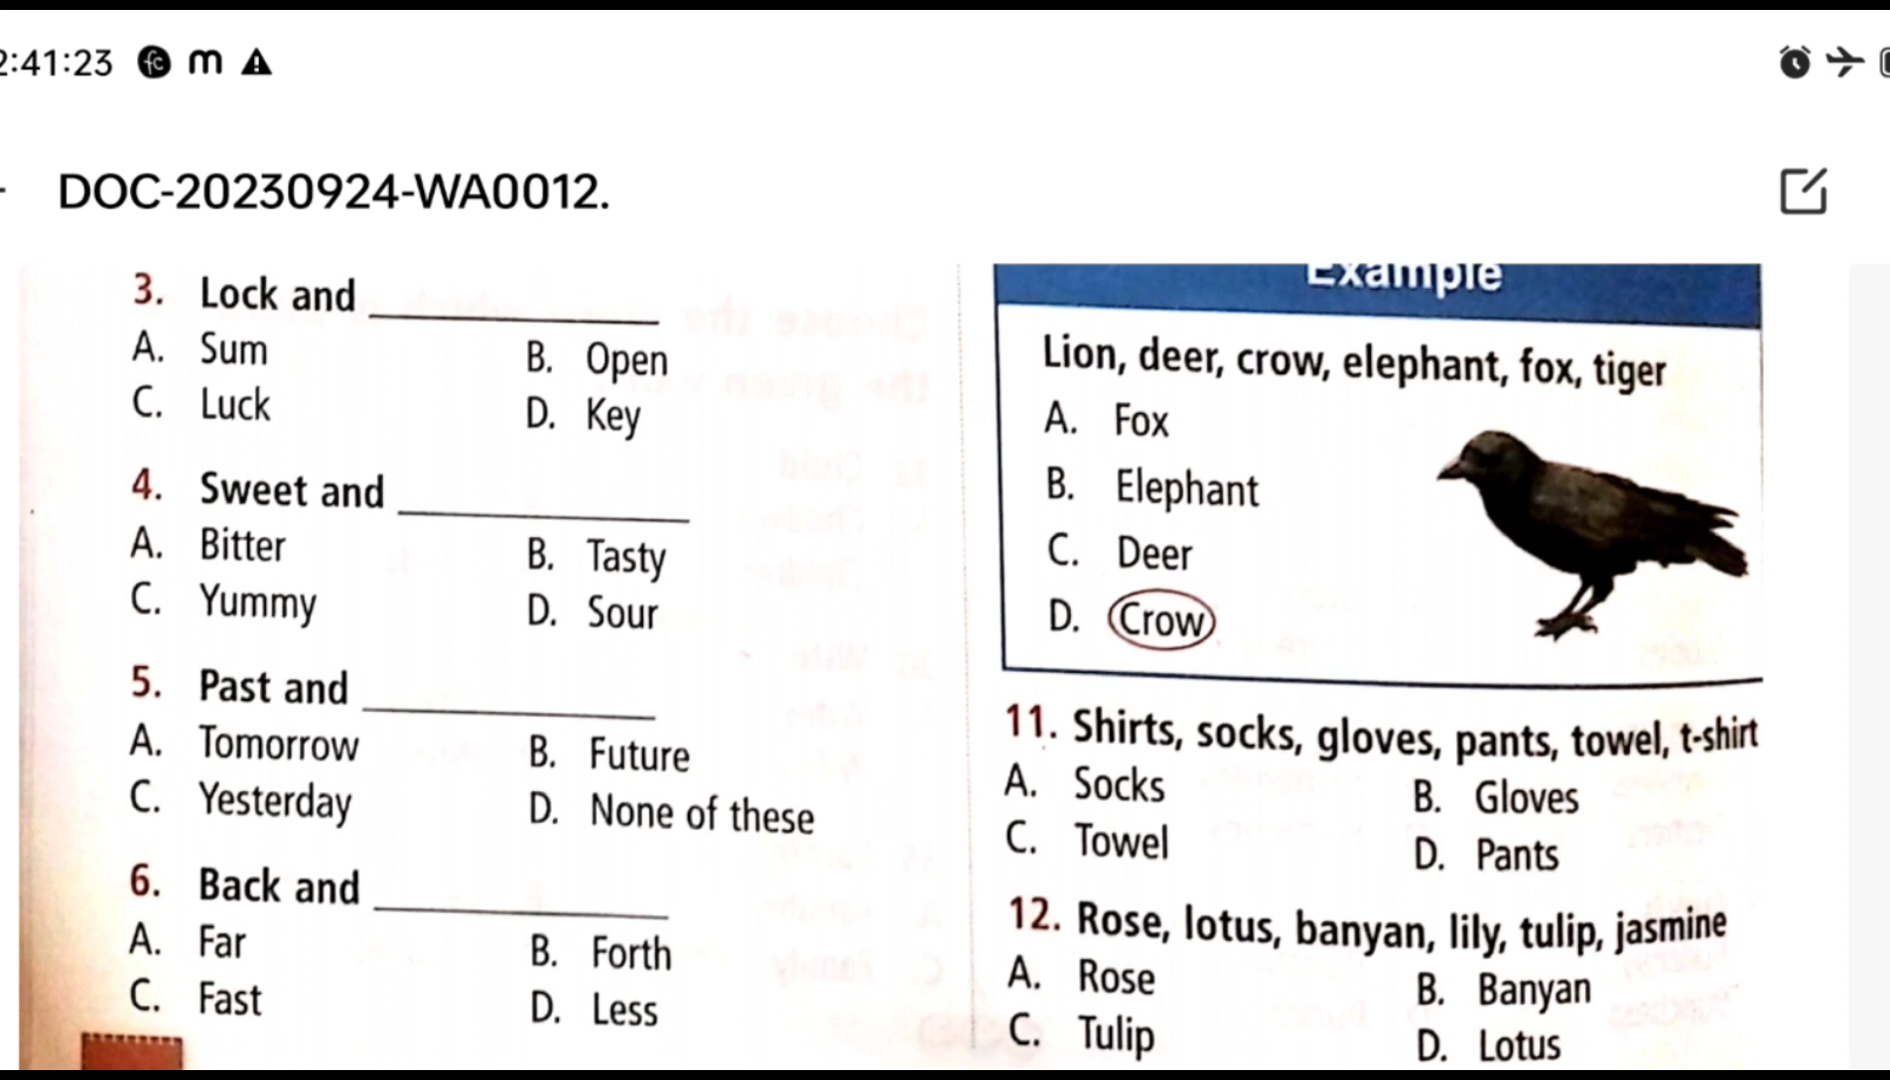 2:41:23 fc m
DOC-20230924-WA0012.
3. Lock and
A. Sum B. Open
C. Luck D. Key
4. Sweet and
A. Bitter B. Tasty
C. Yummy D. Sour
5. Past and
A. Tomorrow B. Future
C. Yesterday D. None of these
6. Back and
A. Far B. Forth
C. Fast D. Less
Example
Lion, deer, crow, elephant, fox, tiger
A. Fox
B. Elephant
C. Deer
D. Crow
11. Shirts, socks, gloves, pants, towel, t-shirt
A. Socks B. Gloves
C. Towel D. Pants
12. Rose, lotus, banyan, lily, tulip, jasmine
A. Rose B. Banyan
C. Tulip D. Lotus